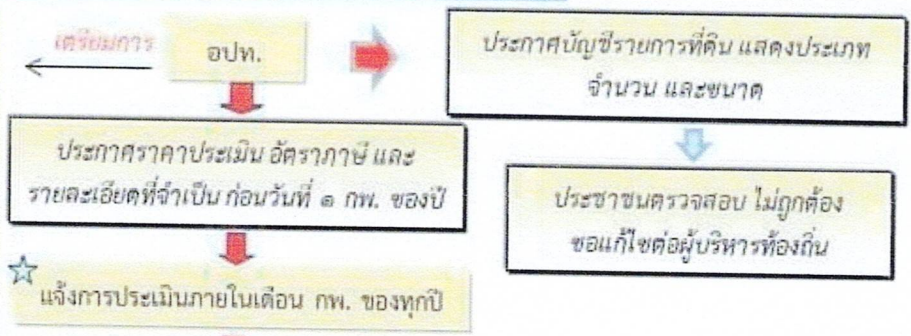 เตรียมการ
อปท.
ประกาศบัญชีรายการที่ดิน แสดงประเภท
จำนวน และขนาด
ประกาศราคาประเมิน อัตราภาษี และ
รายละเอียดที่จำเป็น ก่อนวันที่ ๑ กพ. ของปี
ประชาชนตรวจสอบ ไม่ถูกต้อง
ขอแก้ไขต่อผู้บริหารท้องถิ่น
แจ้งการประเมินภายในเดือน กพ. ของทุกปี